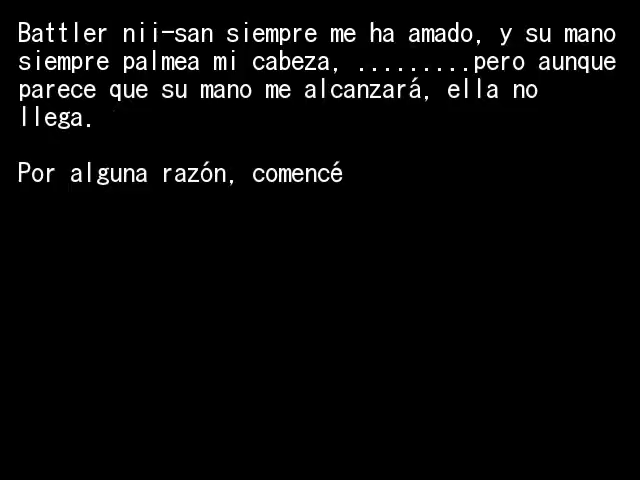 Battler nii-san siempre me ha amado, y su mano
siempre palmea mi cabeza, .........pero aunque
parece que su mano me alcanzará, ella no
llega.
Por alguna razón, comencé